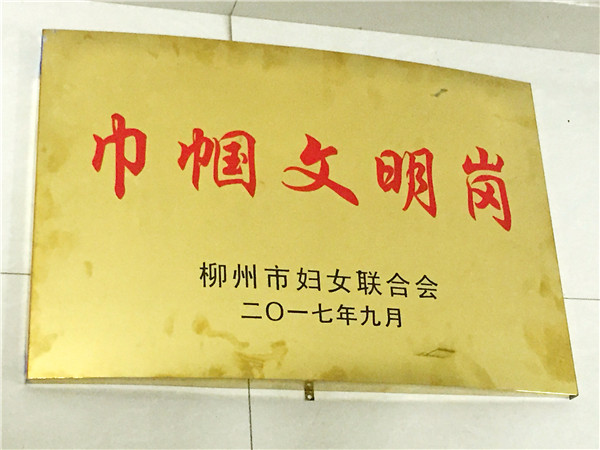 巾帼文明岗
柳州市妇女联合会
二〇一七年九月